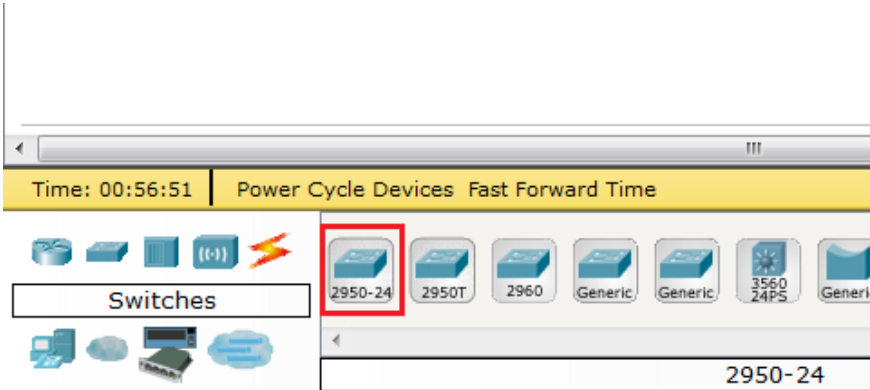 Time: 00:56:51 Power Cycle Devices Fast Forward Time
Switches
2950-24 2950T 2960 Generic Generic 3560 24PS Generi
2950-24